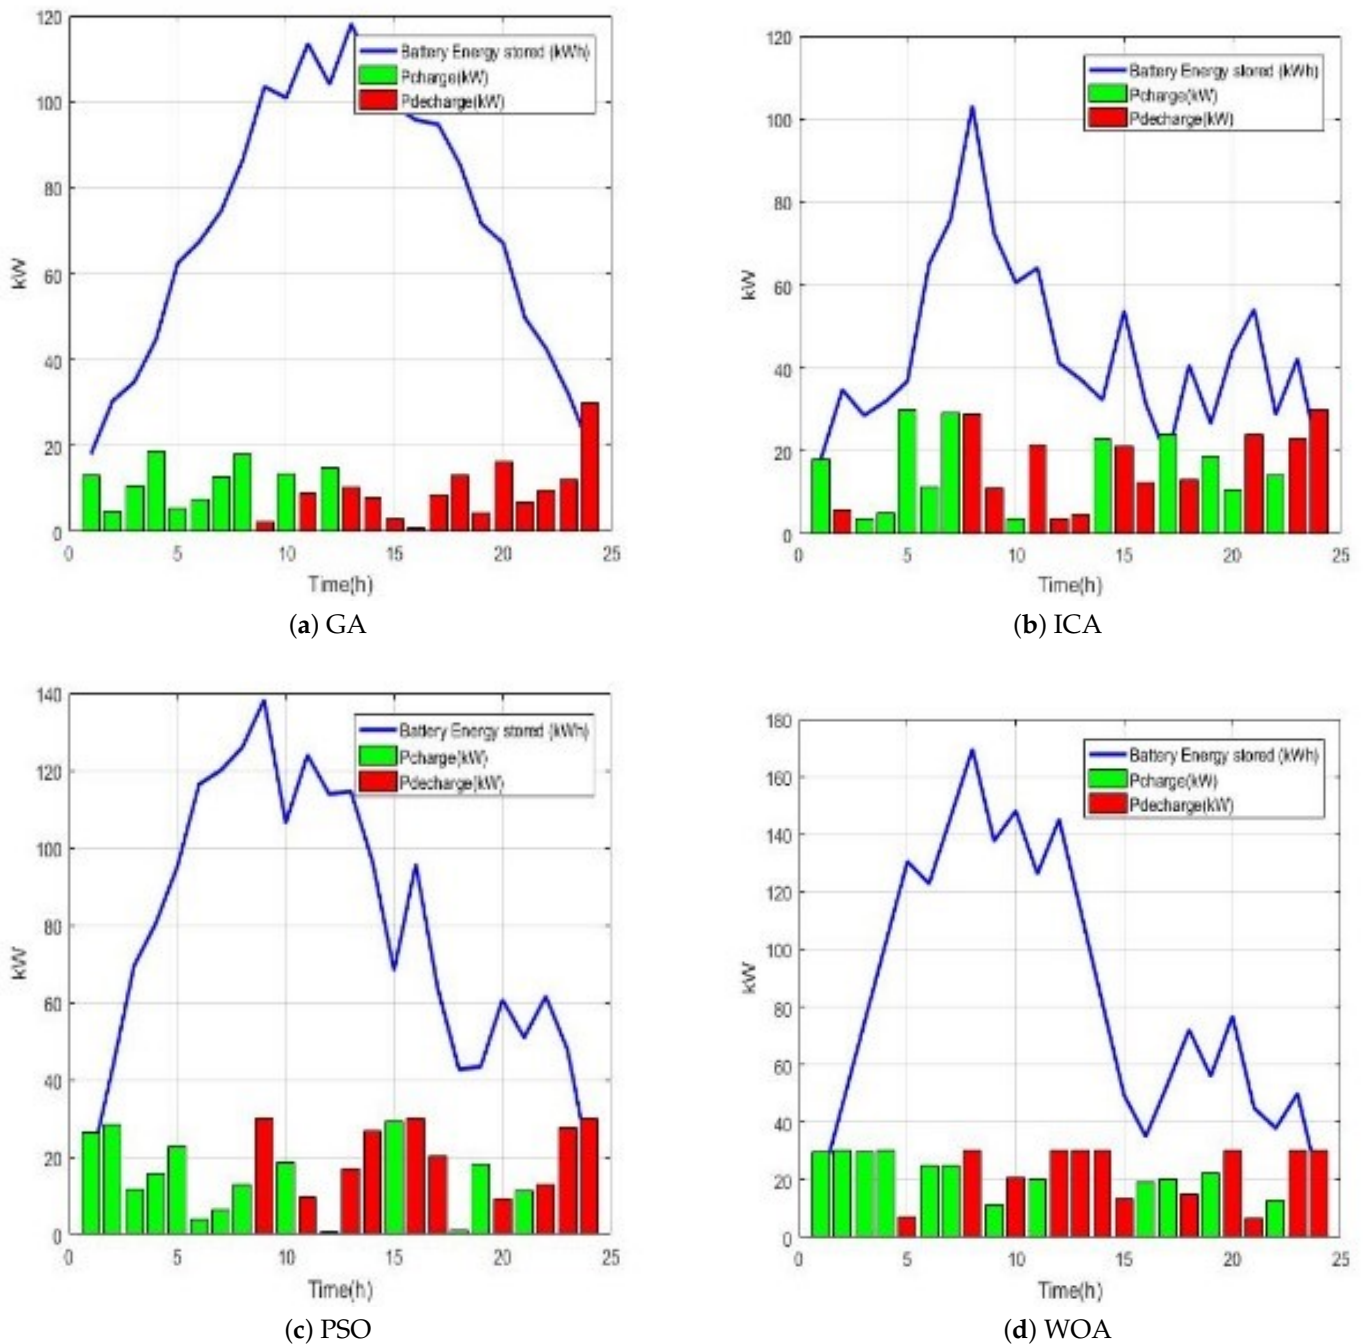 120
100
80
60
40
20
0
kW
Battery Energy stored (kWh)
Pcharge(kW)
Pdecharge(kW)
0 5 10 15 20 25
Time(h)
(a) GA
120
100
80
60
40
20
0
kW
Battery Energy stored (kWh)
Pcharge(kW)
Pdecharge(kW)
0 5 10 15 20 25
Time(h)
(b) ICA
140
120
100
80
60
40
20
0
kW
Battery Energy stored (kWh)
Pcharge(kW)
Pdecharge(kW)
0 5 10 15 20 25
Time(h)
(c) PSO
180
160
140
120
100
80
60
40
20
0
kW
Battery Energy stored (kWh)
Pcharge(kW)
Pdecharge(kW)
0 5 10 15 20 25
Time(h)
(d) WOA